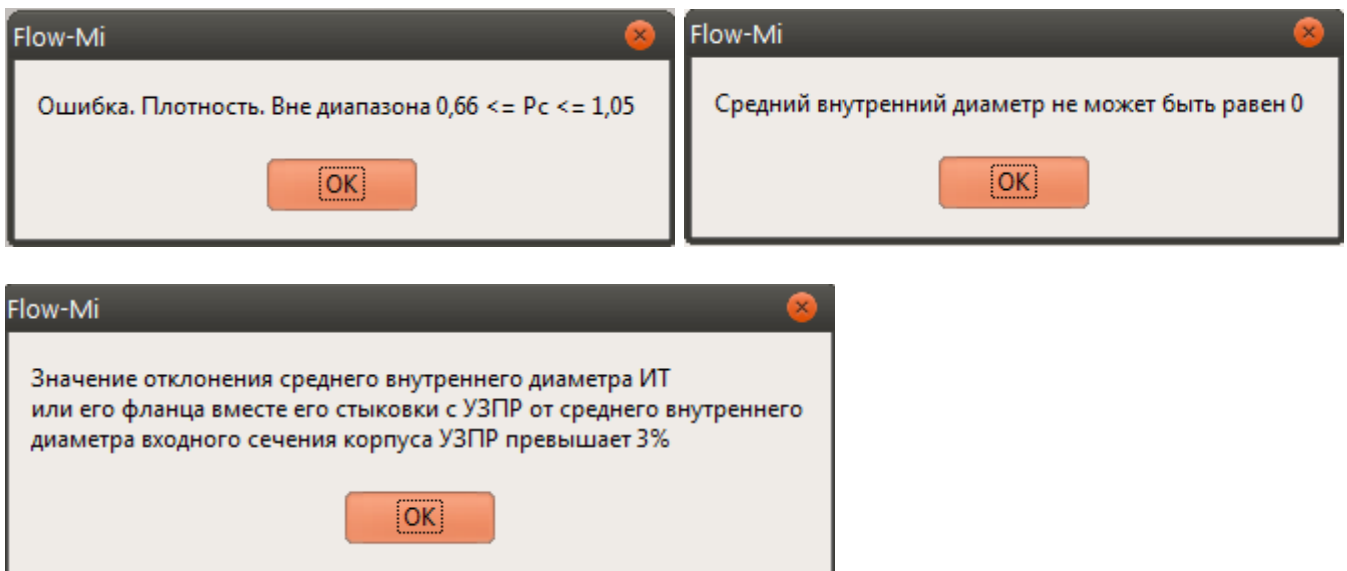 Flow-Mi
Ошибка. Плотность. Вне диапазона 0,66 <= Pc <= 1,05
OK
Flow-Mi
Средний внутренний диаметр не может быть равен 0
OK
Flow-Mi
Значение отклонения среднего внутреннего диаметра ИТ
или его фланца вместе его стыковки с УЗПР от среднего внутреннего
диаметра входного сечения корпуса УЗПР превышает 3%
OK